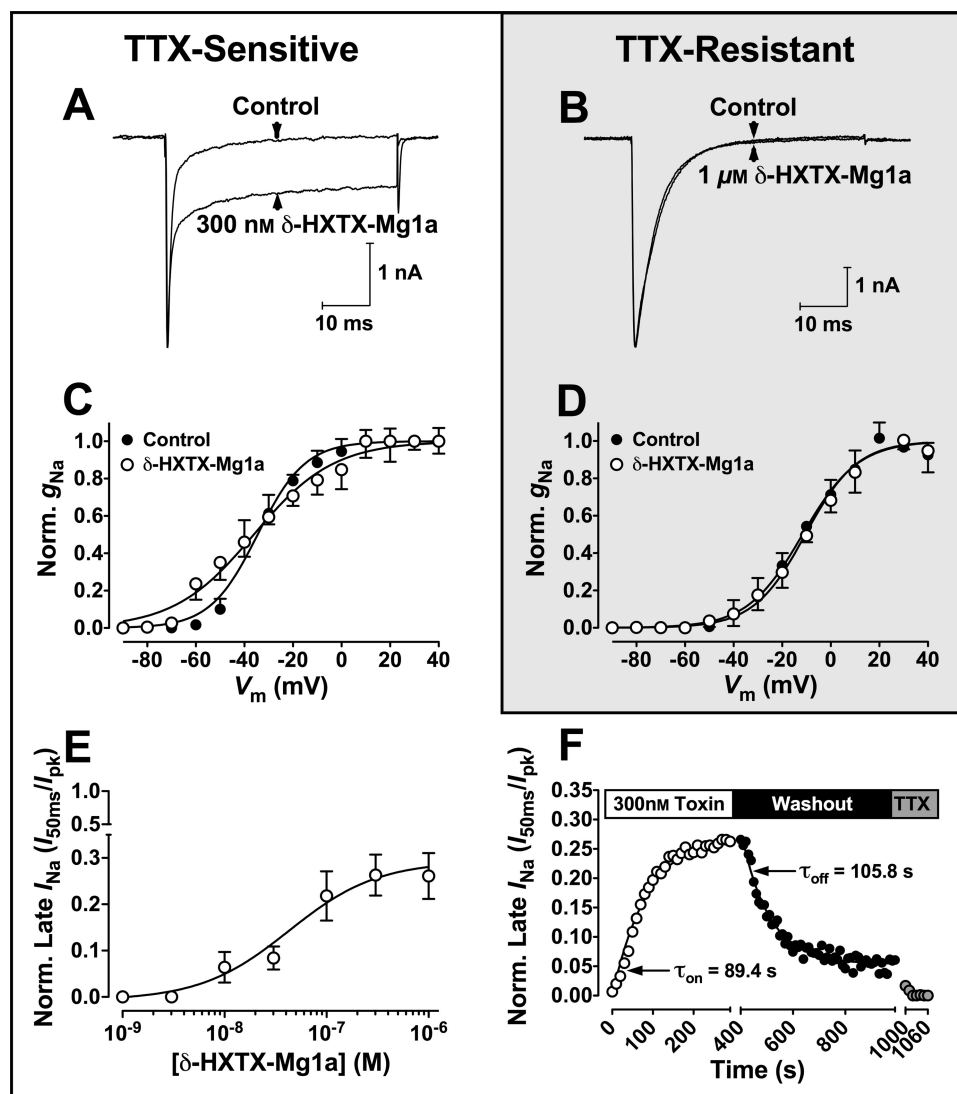 TTX-Sensitive
TTX-Resistant
A
Control
300 nM δ-HXTX-Mg1a
1 nA
10 ms
B
Control
1 μM δ-HXTX-Mg1a
1 nA
10 ms
C
Control
δ-HXTX-Mg1a
Norm. gNa
1.0
0.8
0.6
0.4
0.2
0.0
-80 -60 -40 -20 0 20 40
Vm (mV)
D
Control
δ-HXTX-Mg1a
Norm. gNa
1.0
0.8
0.6
0.4
0.2
0.0
-80 -60 -40 -20 0 20 40
Vm (mV)
E
Norm. Late INa (I50ms/Ipk)
1.0
0.5
0.3
0.2
0.1
0.0
10-9 10-8 10-7 10-6
[δ-HXTX-Mg1a] (M)
F
Norm. Late INa (I50ms/Ipk)
0.35
0.30
0.25
0.20
0.15
0.10
0.05
0.00
300nM Toxin Washout TTX
τoff = 105.8 s
τon = 89.4 s
0 100 200 400 600 800 1000 1060
Time (s)